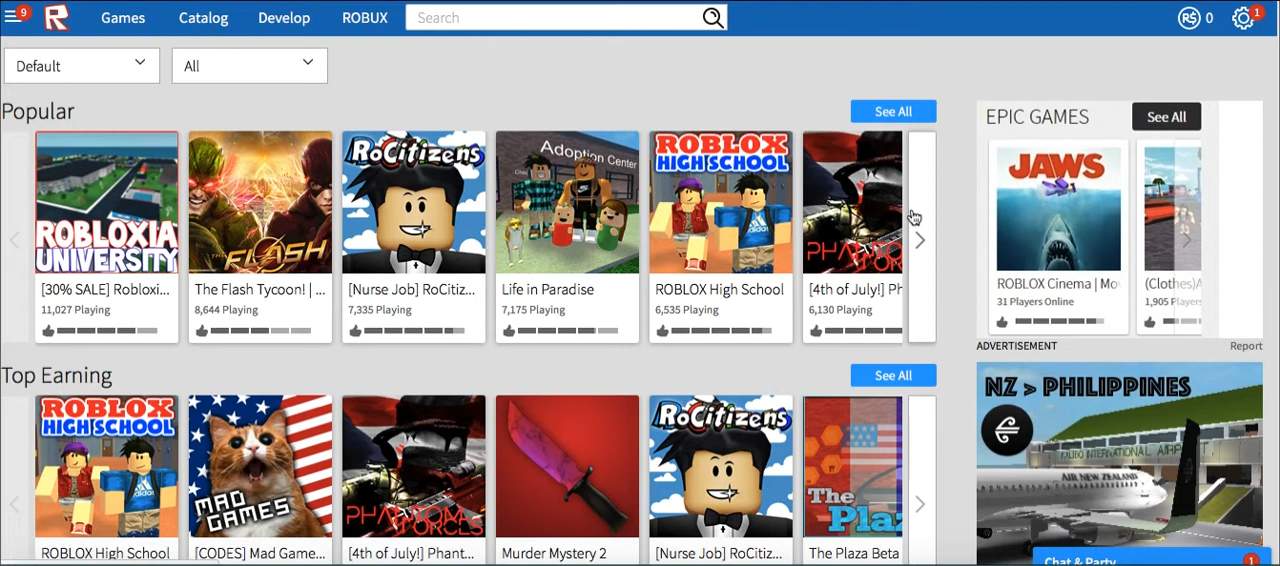 9
R
Games
Catalog
Develop
ROBUX
Search
R$ 0
1
Default
All
Popular
See All
ROBLOXIA
UNIVERSITY
[30% SALE] Robloxi...
11,027 Playing
THE FLASH
The Flash Tycoon! | ...
8,644 Playing
RoCitizens
[Nurse Job] RoCitiz...
7,335 Playing
Adoption Center
Life in Paradise
7,175 Playing
ROBLOX
HIGH SCHOOL
ROBLOX High School
6,535 Playing
[4th of July!] Ph
6,130 Playing
EPIC GAMES
See All
JAWS
ROBLOX Cinema | Mo
31 Players Online
(Clothes)A
1,905 Players
ADVERTISEMENT
Report
Top Earning
See All
ROBLOX
HIGH SCHOOL
adidas
ROBLOX High School
MAD
GAMES
[CODES] Mad Game...
PHANTOM
FORCES
[4th of July!] Phant...
Murder Mystery 2
RoCitizens
[Nurse Job] RoCitiz...
The
Plaz
The Plaza Beta
NZ > PHILIPPINES
INTERNATIONAL
AIR NEW ZEALAND
Chat & Party
1